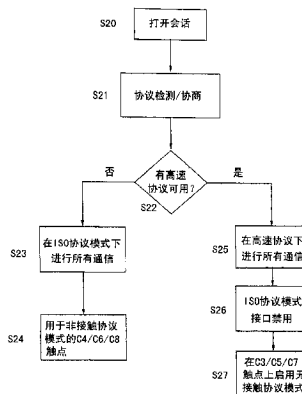 S20
打开会话
S21
协议检测/协商
否
有高速
协议可用?
是
S22
S23
在ISO协议模式下
进行所有通信
S25
在高速协议下
进行所有通信
S24
用于非接触协议
模式的C4/C6/C8
触点
S26
ISO协议模式
接口禁用
S27
在C3/C5/C7
触点上启用无
接触协议模式